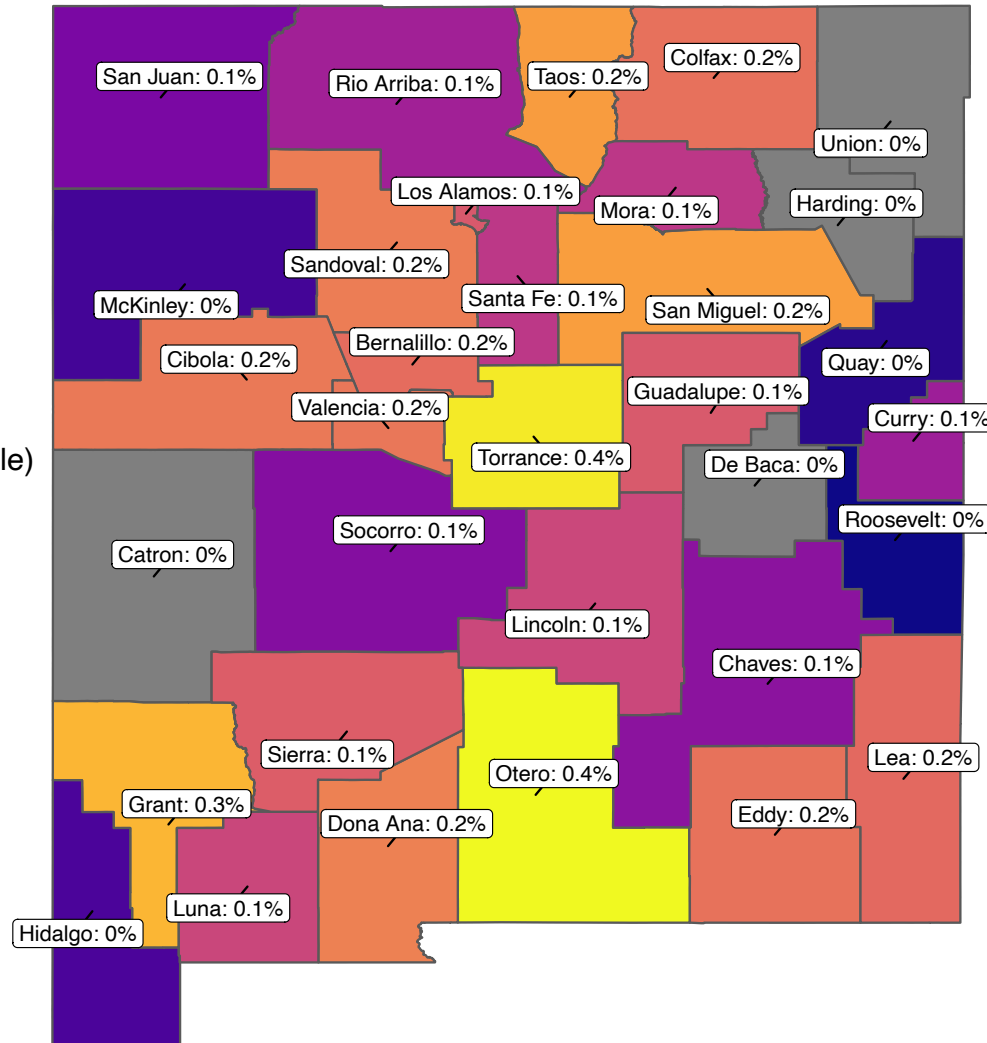 Colfax: 0.2%
San Juan: 0.1%
Rio Arriba: 0.1%
Taos: 0.2%
Union: 0%
Los Alamos: 0.1%
Mora: 0.1%
Harding: 0%
Sandoval: 0.2%
McKinley: 0%
Santa Fe: 0.1%
San Miguel: 0.2%
Bernalillo: 0.2%
Cibola: 0.2%
Quay: 0%
Guadalupe: 0.1%
Valencia: 0.2%
Curry: 0.1%
le)
Torrance: 0.4%
De Baca: 0%
Roosevelt: 0%
Socorro: 0.1%
Catron: 0%
Lincoln: 0.1%
Chaves: 0.1%
Sierra: 0.1%
Lea: 0.2%
Otero: 0.4%
Grant: 0.3%
Dona Ana: 0.2%
Eddy: 0.2%
Luna: 0.1%
Hidalgo: 0%